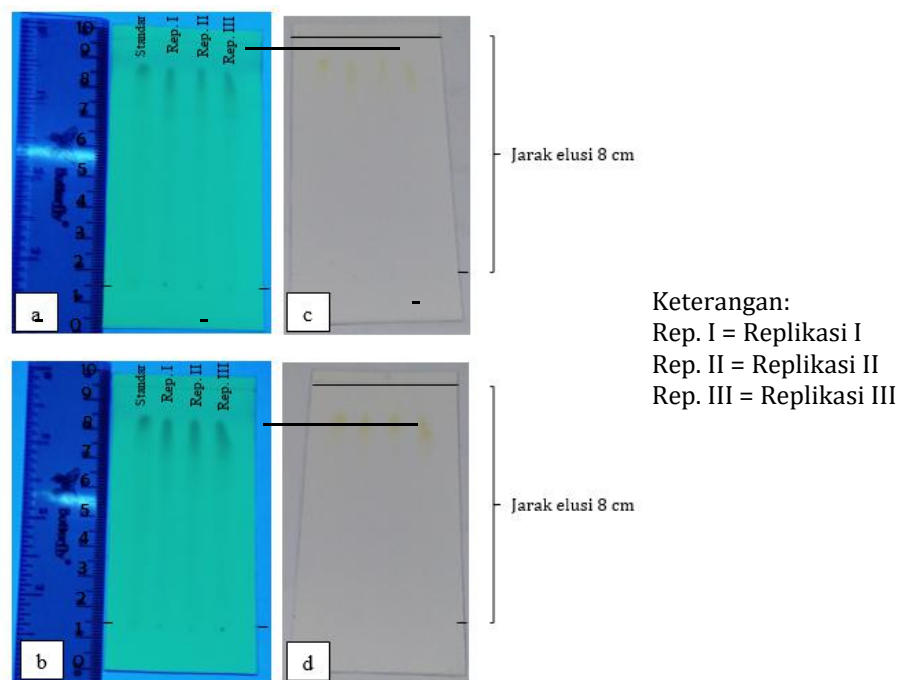 10
9
8
7
6
5
4
3
2
1
0
Butterfly
Standar
Rep. I
Rep. II
Rep. III
a
c
Jarak elusi 8 cm
Keterangan:
Rep. I = Replikasi I
Rep. II = Replikasi II
Rep. III = Replikasi III
10
9
8
7
6
5
4
3
2
1
0
Butterfly
Standar
Rep. I
Rep. II
Rep. III
b
d
Jarak elusi 8 cm